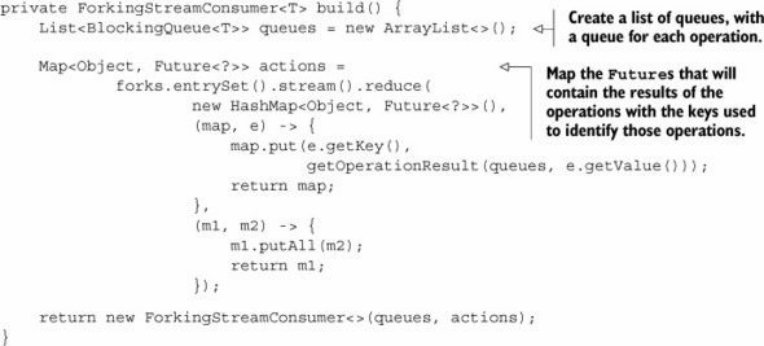 private ForkingStreamConsumer<T> build() {
    List<BlockingQueue<T>> queues = new ArrayList<>();
Create a list of queues, with
a queue for each operation.
    Map<Object, Future<?>> actions =
            forks.entrySet().stream().reduce(
                    new HashMap<Object, Future<?>>(),
                    (map, e) -> {
                        map.put(e.getKey(),
                                getOperationResult(queues, e.getValue()));
                        return map;
                    },
                    (m1, m2) -> {
                        m1.putAll(m2);
                        return m1;
                    });
Map the Futures that will
contain the results of the
operations with the keys used
to identify those operations.
    return new ForkingStreamConsumer<>(queues, actions);
}